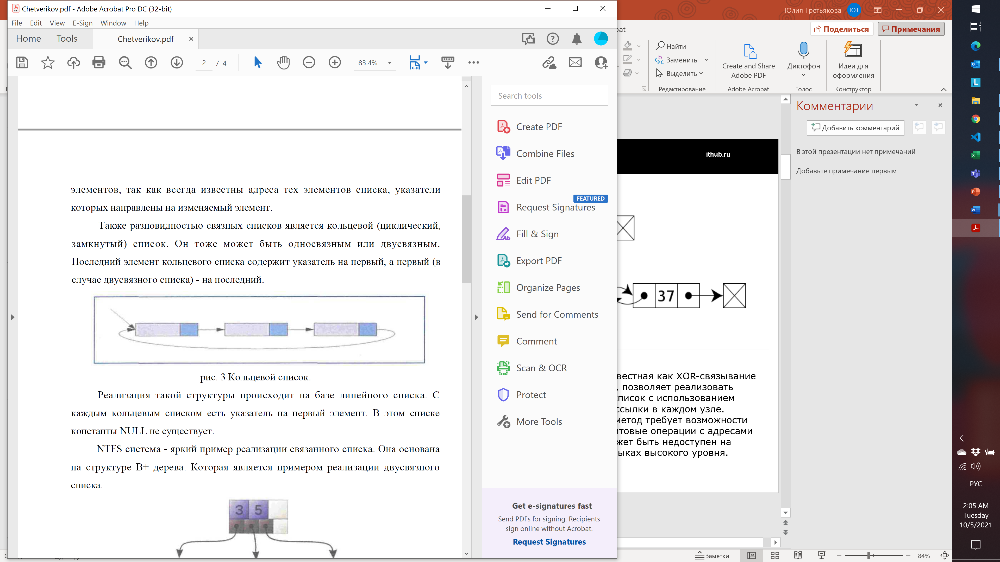 Chetverikov.pdf - Adobe Acrobat Pro DC (32-bit)
File Edit View E-Sign Window Help
Home Tools Chetverikov.pdf
2 / 4 83.4%
элементов, так как всегда известны адреса тех элементов списка, указатели
которых направлены на изменяемый элемент.
Также разновидностью связных списков является кольцевой (циклический,
замкнутый) список. Он тоже может быть односвязным или двусвязным.
Последний элемент кольцевого списка содержит указатель на первый, а первый (в
случае двусвязного списка) - на последний.
рис. 3 Кольцевой список.
Реализация такой структуры происходит на базе линейного списка. С
каждым кольцевым списком есть указатель на первый элемент. В этом списке
константы NULL не существует.
NTFS система - яркий пример реализации связанного списка. Она основана
на структуре B+ дерева. Которая является примером реализации двусвязного
списка.
3 5
Search tools
Create PDF
Combine Files
Edit PDF
FEATURED
Request Signatures
Fill & Sign
Export PDF
Organize Pages
Send for Comments
Comment
Scan & OCR
Protect
More Tools
Get e-signatures fast
Send PDFs for signing. Recipients
sign online without Acrobat.
Request Signatures
Юлия Третьякова ЮТ
bat
Поделиться Примечания
Найти
Заменить
Выделить
Редактирование
Create and Share
Adobe PDF
Adobe Acrobat
Диктофон
Голос
Идеи для
оформления
Конструктор
ithub.ru
37
вестная как XOR-связывание
, позволяет реализовать
список с использованием
ссылки в каждом узле.
метод требует возможности
итовые операции с адресами
жет быть недоступен на
зыках высокого уровня.
Комментарии
Добавить комментарий
В этой презентации нет примечаний
Добавьте примечание первым
Заметки
84%
РУС
2:05 AM
Tuesday
10/5/2021